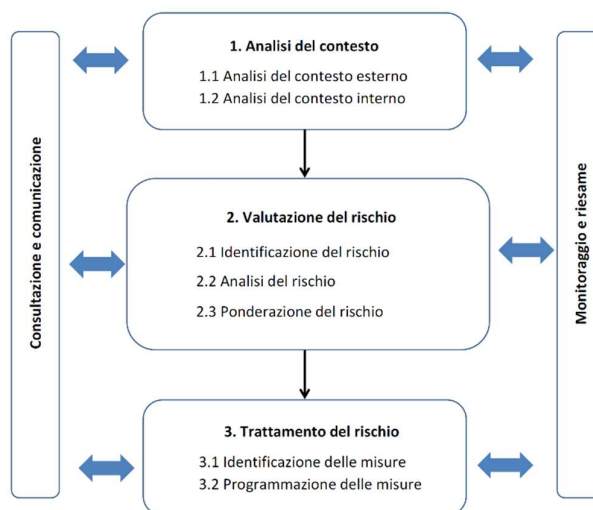 Consultazione e comunicazione
1. Analisi del contesto
1.1 Analisi del contesto esterno
1.2 Analisi del contesto interno
2. Valutazione del rischio
2.1 Identificazione del rischio
2.2 Analisi del rischio
2.3 Ponderazione del rischio
3. Trattamento del rischio
3.1 Identificazione delle misure
3.2 Programmazione delle misure
Monitoraggio e riesame